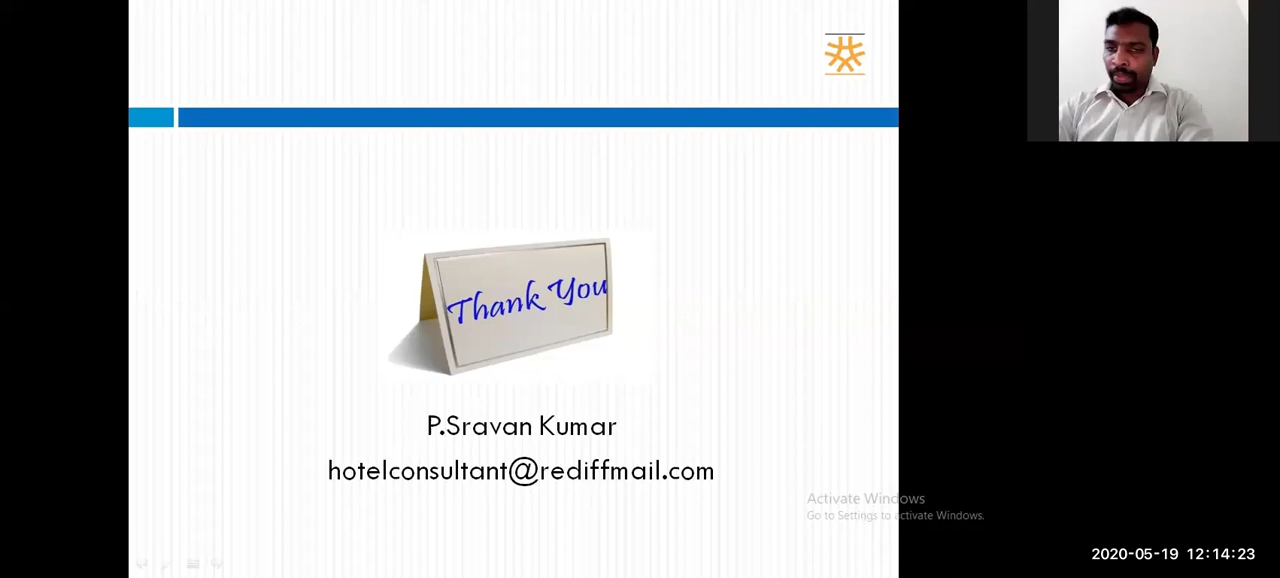 Thank You
P.Sravan Kumar
hotelconsultant@rediffmail.com
Activate Windows
Go to Settings to activate Windows.
2020-05-19 12:14:23